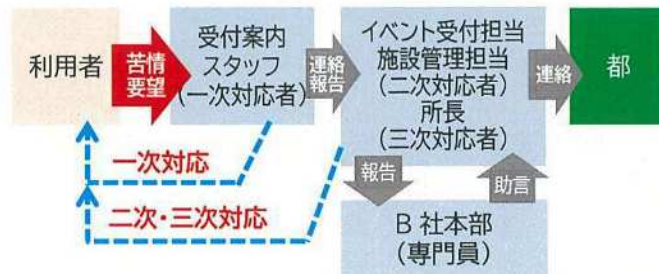 利用者
苦情
要望
受付案内
スタッフ
(一次対応者)
連絡
報告
イベント受付担当
施設管理担当
(二次対応者)
所長
(三次対応者)
連絡
都
一次対応
二次・三次対応
報告
助言
B 社本部
(専門員)